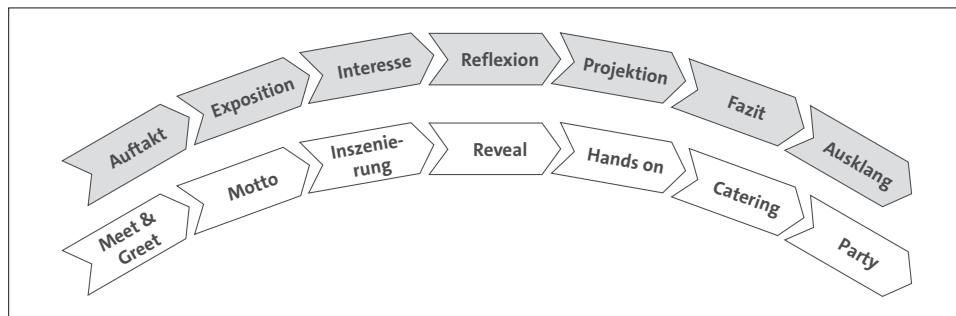 Auftakt
Exposition
Interesse
Reflexion
Projektion
Fazit
Ausklang
Meet &
Greet
Motto
Inszenie-
rung
Reveal
Hands on
Catering
Party